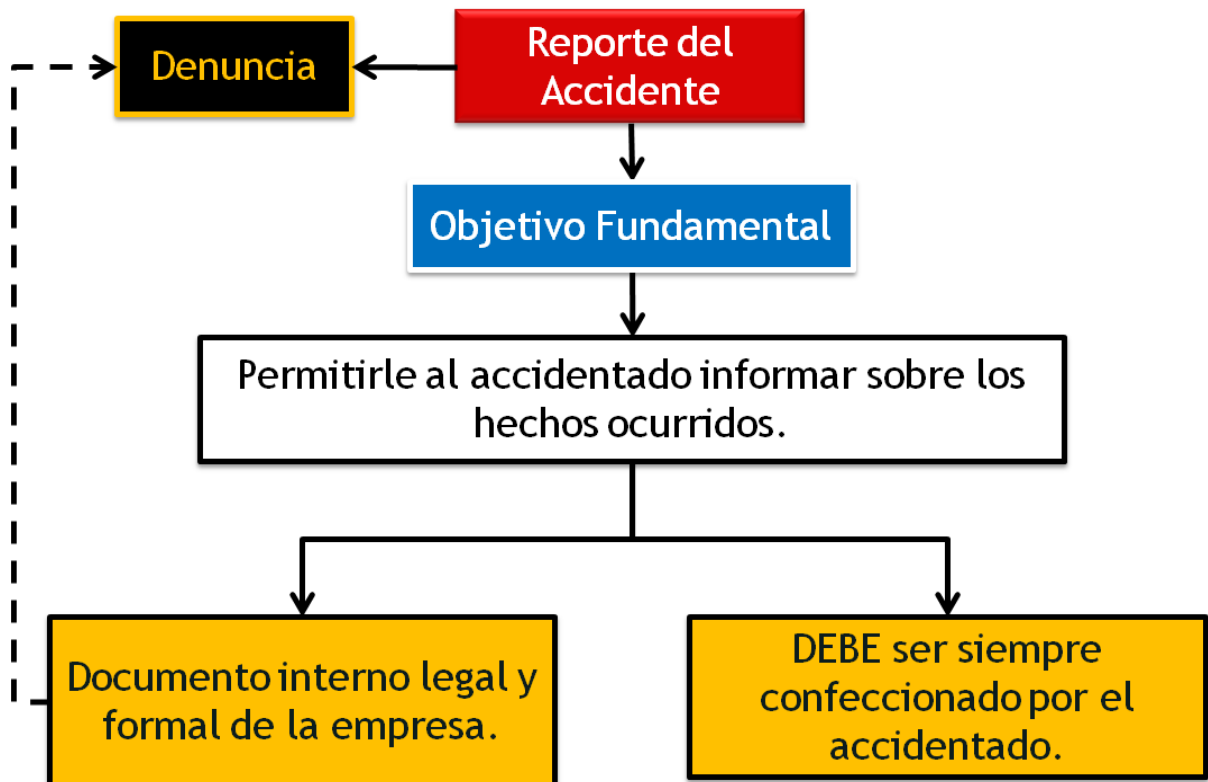 Denuncia
Reporte del
Accidente
Objetivo Fundamental
Permitirle al accidentado informar sobre los
hechos ocurridos.
Documento interno legal y
formal de la empresa.
DEBE ser siempre
confeccionado por el
accidentado.